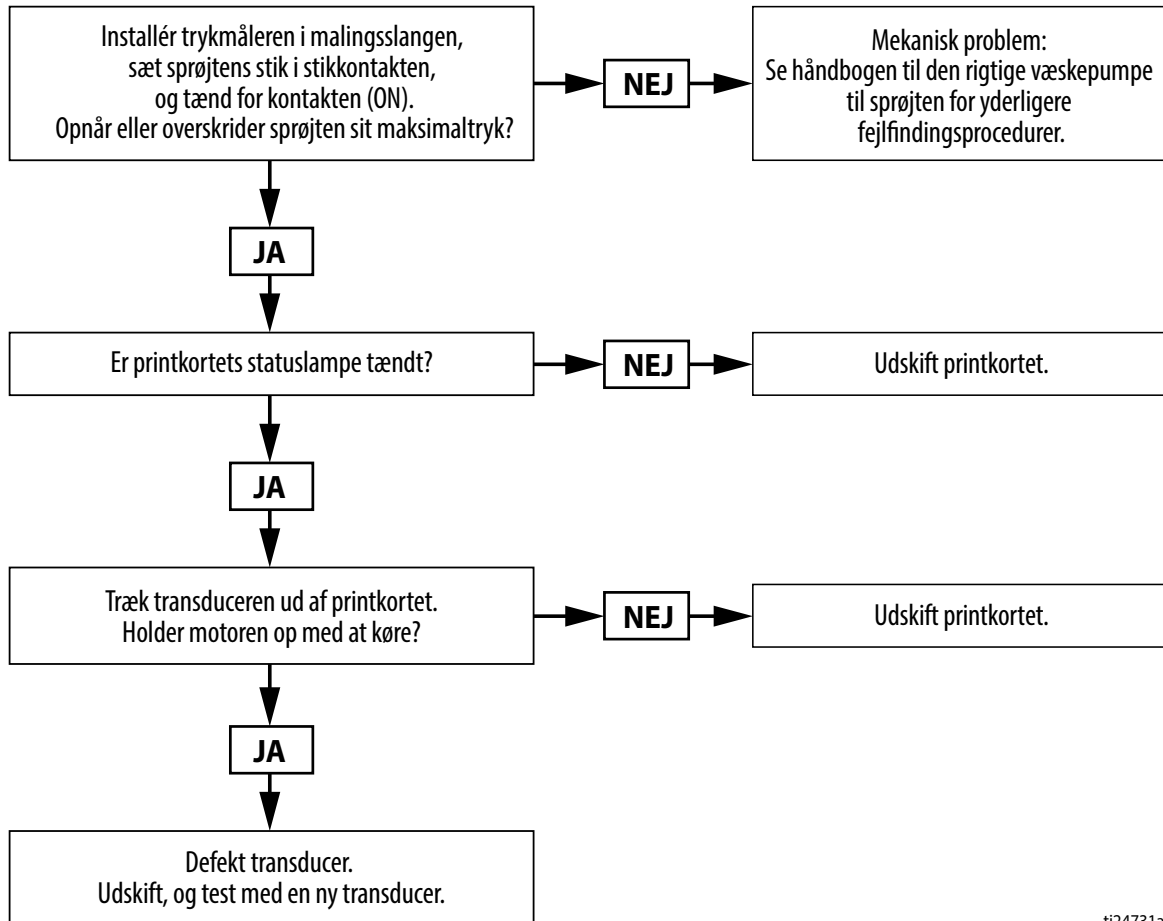 Installér trykmåleren i malingsslangen,
sæt sprøjtens stik i stikkontakten,
og tænd for kontakten (ON).
Opnår eller overskrider sprøjten sit maksimaltryk?
NEJ
Mekanisk problem:
Se håndbogen til den rigtige væskepumpe
til sprøjten for yderligere
fejlfindingsprocedurer.
JA
Er printkortets statuslampe tændt?
NEJ
Udskift printkortet.
JA
Træk transduceren ud af printkortet.
Holder motoren op med at køre?
NEJ
Udskift printkortet.
JA
Defekt transducer.
Udskift, og test med en ny transducer.
ti24731a